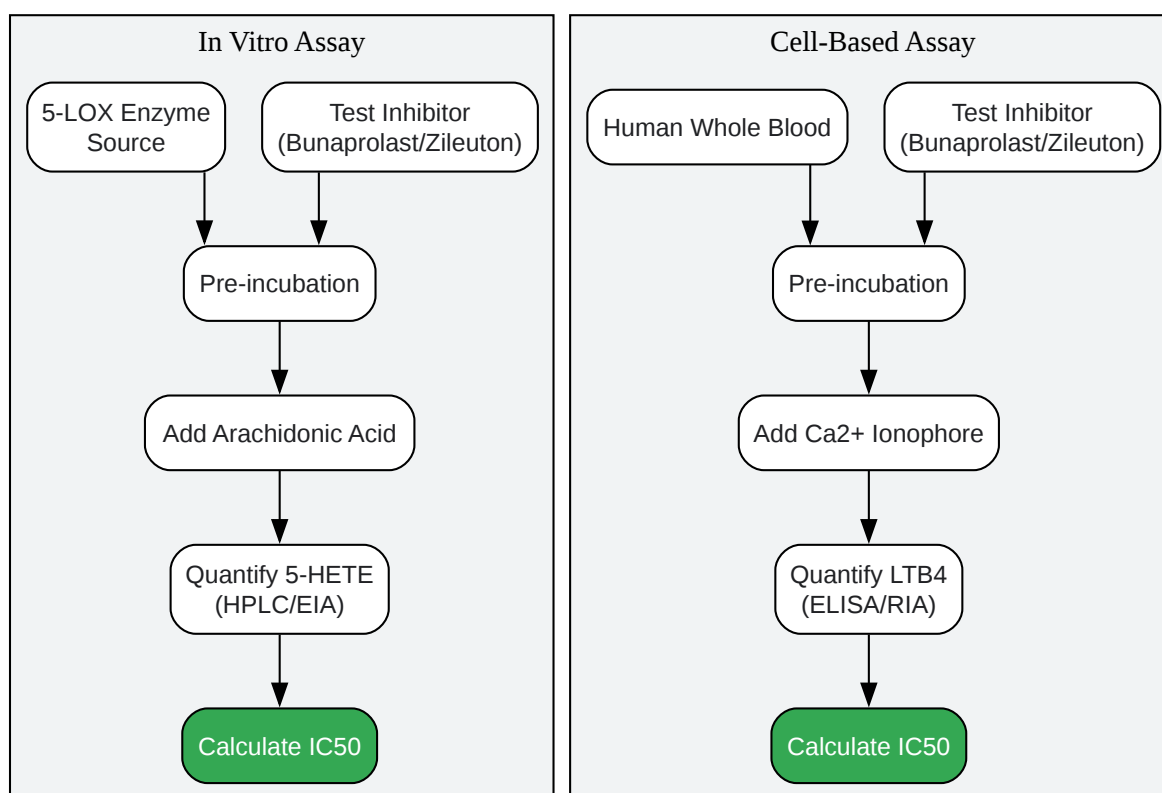 In Vitro Assay
5-LOX Enzyme
Source
Test Inhibitor
(Bunaprolast/Zileuton)
Pre-incubation
Add Arachidonic Acid
Quantify 5-HETE
(HPLC/EIA)
Calculate IC50
Cell-Based Assay
Human Whole Blood
Test Inhibitor
(Bunaprolast/Zileuton)
Pre-incubation
Add Ca2+ Ionophore
Quantify LTB4
(ELISA/RIA)
Calculate IC50